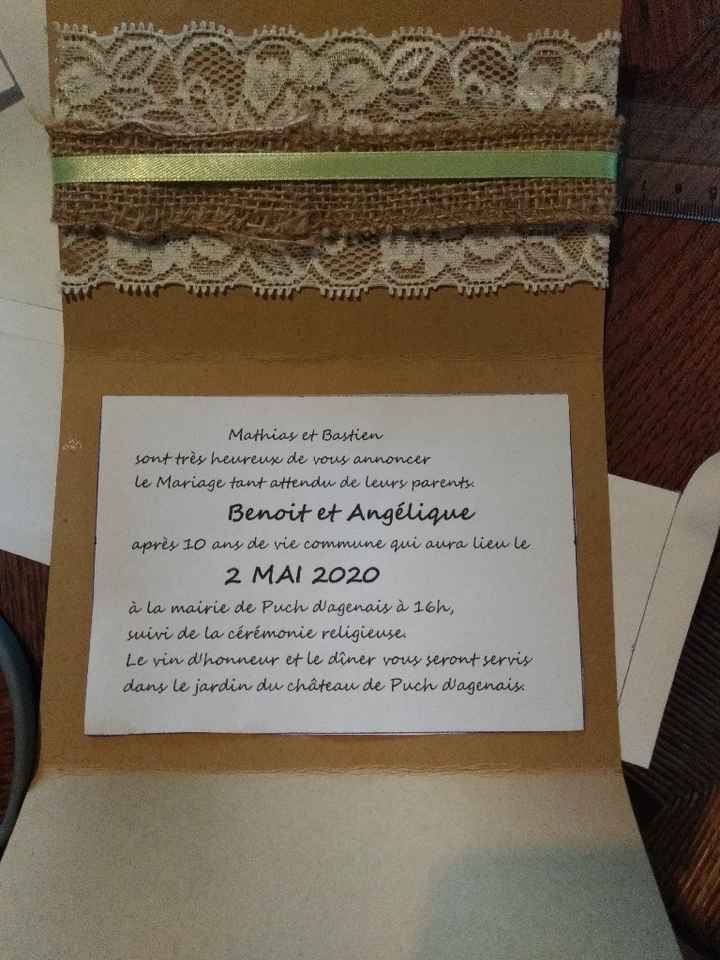 Mathias et Bastien
sont très heureux de vous annoncer
le Mariage tant attendu de leurs parents.
Benoit et Angélique
après 10 ans de vie commune qui aura lieu le
2 MAI 2020
à la mairie de Puch d'agenais à 16h,
suivi de la cérémonie religieuse.
Le vin d'honneur et le dîner vous seront servis
dans le jardin du château de Puch d'agenais.